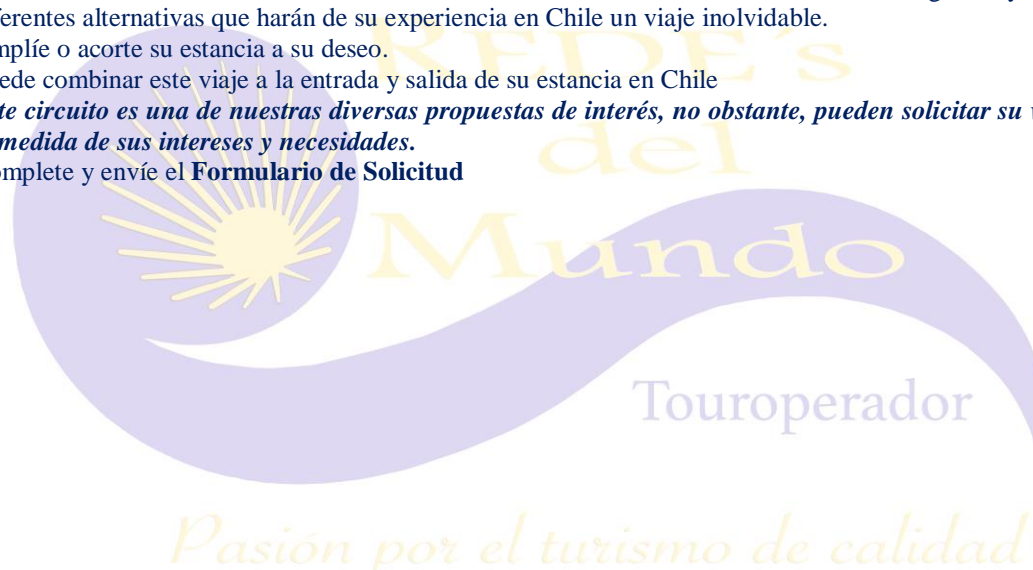 ferentes alternativas que harán de su experiencia en Chile un viaje inolvidable.
mplíe o acorte su estancia a su deseo.
ede combinar este viaje a la entrada y salida de su estancia en Chile
te circuito es una de nuestras diversas propuestas de interés, no obstante, pueden solicitar su
medida de sus intereses y necesidades.
omplete y envíe el Formulario de Solicitud
REDE´s
del
Mundo
Touroperador
Pasión por el turismo de calidad